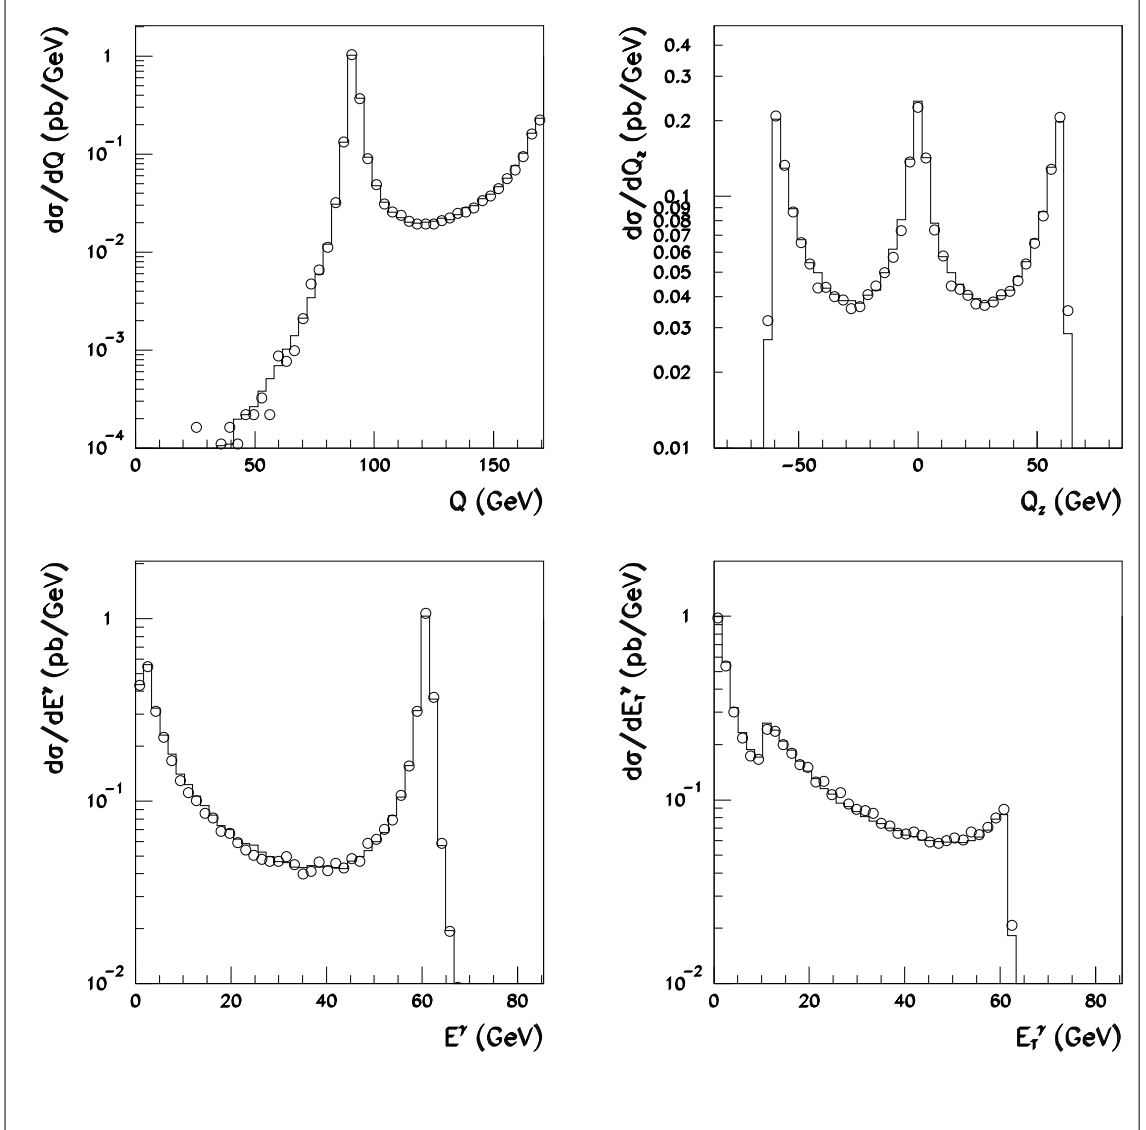 dσ/dQ (pb/GeV)
1
10⁻¹
10⁻²
10⁻³
10⁻⁴
0 50 100 150
Q (GeV)
dσ/dQ_z (pb/GeV)
0.4
0.3
0.2
0.1
0.09
0.08
0.07
0.06
0.05
0.04
0.03
0.02
0.01
−50 0 50
Q_z (GeV)
dσ/dE^γ (pb/GeV)
1
10⁻¹
10⁻²
0 20 40 60 80
E^γ (GeV)
dσ/dE_T^γ (pb/GeV)
1
10⁻¹
10⁻²
0 20 40 60 80
E_T^γ (GeV)